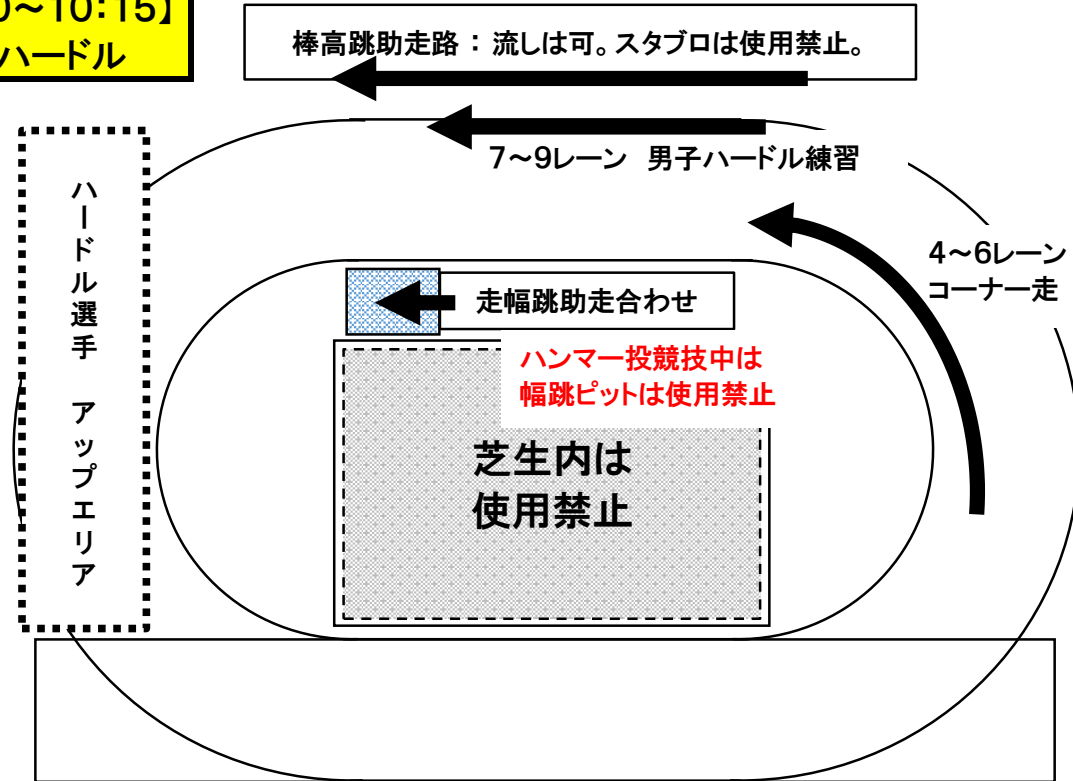 0～10：15】
ハードル
棒高跳助走路 ： 流しは可。スタブロは使用禁止。
7～9レーン　男子ハードル練習
ハードル選手　アップエリア
4～6レーン
コーナー走
走幅跳助走合わせ
ハンマー投競技中は
幅跳ピットは使用禁止
芝生内は
使用禁止